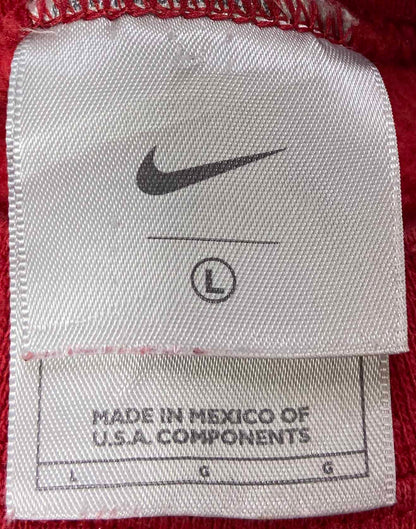 L
MADE IN MEXICO OF
U.S.A. COMPONENTS
L G G